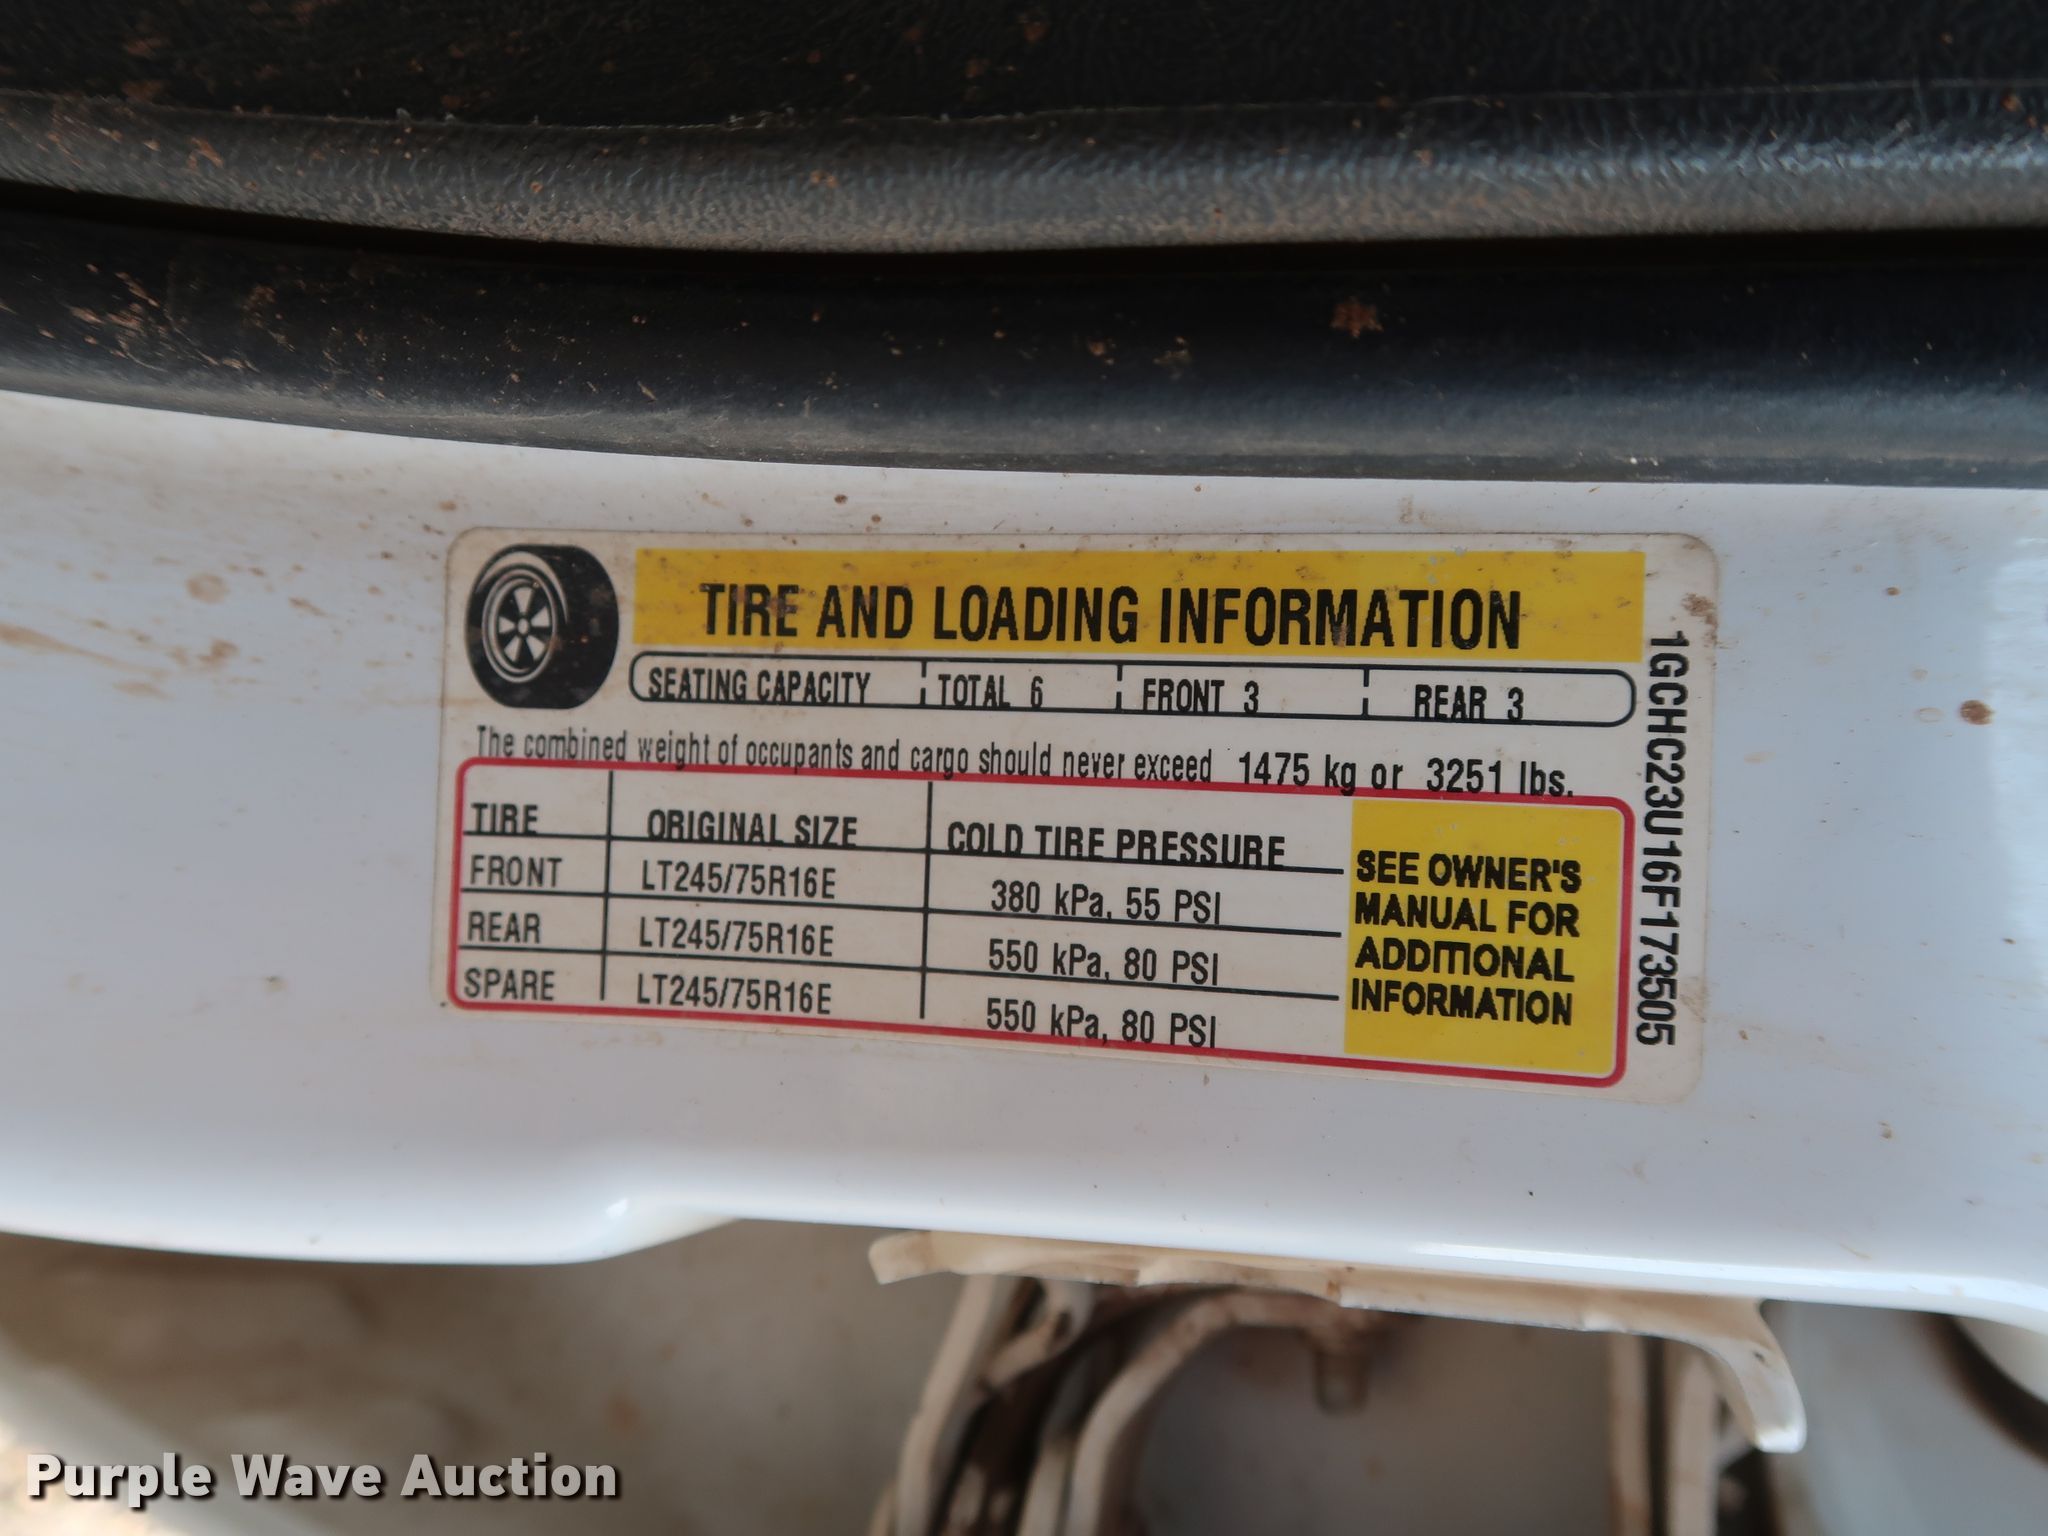 TIRE AND LOADING INFORMATION
SEATING CAPACITY TOTAL 6 FRONT 3 REAR 3
The combined weight of occupants and cargo should never exceed 1475 kg or 3251 lbs.
TIRE ORIGINAL SIZE COLD TIRE PRESSURE
FRONT LT245/75R16E 380 kPa, 55 PSI
REAR LT245/75R16E 550 kPa, 80 PSI
SPARE LT245/75R16E 550 kPa, 80 PSI
SEE OWNER'S
MANUAL FOR
ADDITIONAL
INFORMATION
1GCHC23U16F173505
Purple Wave Auction